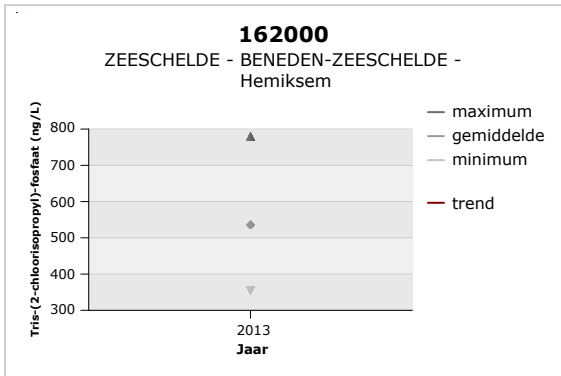 162000
ZEESCHELDE - BENEDEN-ZEESCHELDE -
Hemiksem
Tris-(2-chloorisopropyl)-fosfaat (ng/L)
800
700
600
500
400
300
2013
Jaar
maximum
gemiddelde
minimum
trend